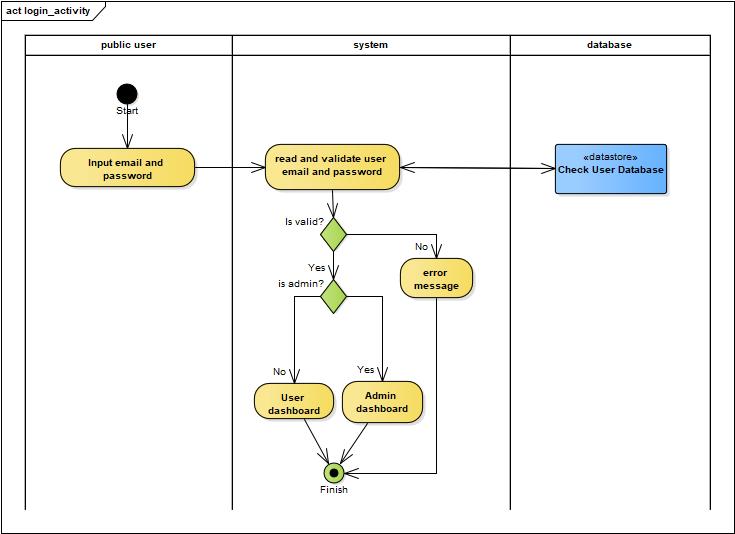 act login_activity
public user
system
database
Start
Input email and
password
read and validate user
email and password
«datastore»
Check User Database
Is valid?
No
Yes
is admin?
error
message
No
Yes
User
dashboard
Admin
dashboard
Finish